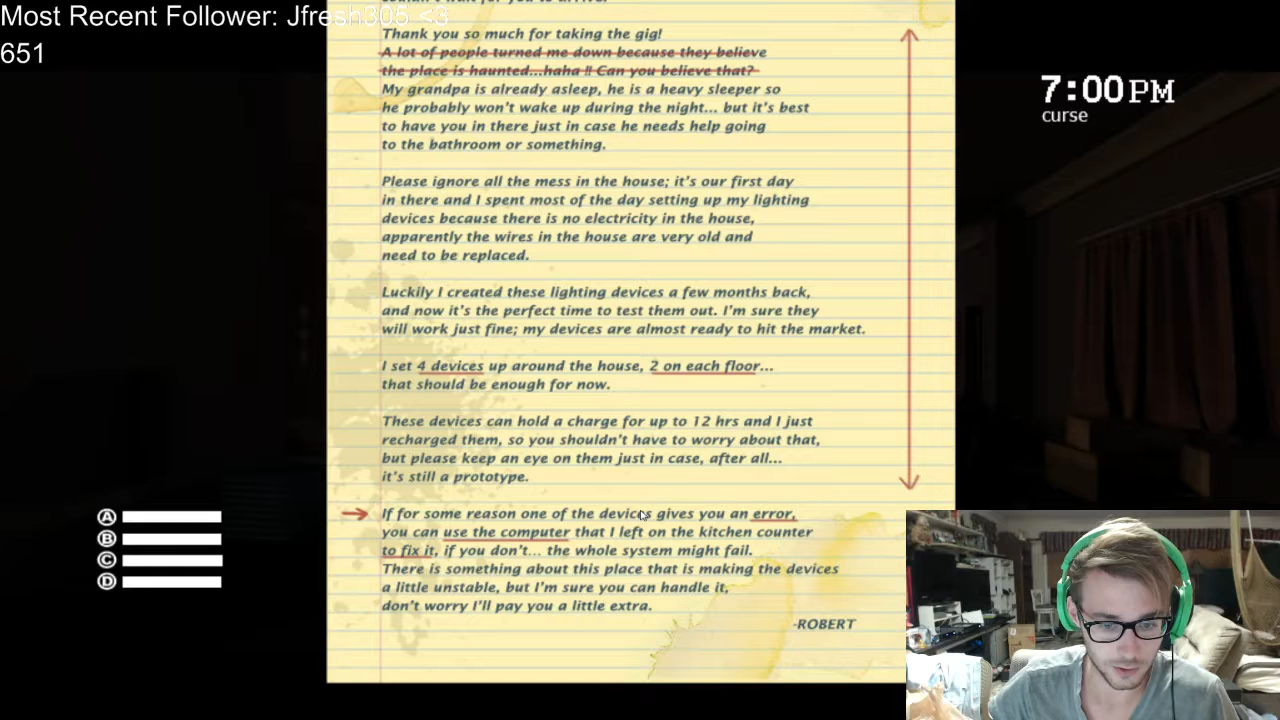 Most Recent Follower: Jfresh305 <3
651
couldn't wait for you to arrive.
Thank you so much for taking the gig!
A lot of people turned me down because they believe
the place is haunted...haha !! Can you believe that?
My grandpa is already asleep, he is a heavy sleeper so
he probably won't wake up during the night... but it's best
to have you in there just in case he needs help going
to the bathroom or something.
Please ignore all the mess in the house; it's our first day
in there and I spent most of the day setting up my lighting
devices because there is no electricity in the house,
apparently the wires in the house are very old and
need to be replaced.
Luckily I created these lighting devices a few months back,
and now it's the perfect time to test them out. I'm sure they
will work just fine; my devices are almost ready to hit the market.
I set 4 devices up around the house, 2 on each floor...
that should be enough for now.
These devices can hold a charge for up to 12 hrs and I just
recharged them, so you shouldn't have to worry about that,
but please keep an eye on them just in case, after all...
it's still a prototype.
If for some reason one of the devices gives you an error,
you can use the computer that I left on the kitchen counter
to fix it, if you don't... the whole system might fail.
There is something about this place that is making the devices
a little unstable, but I'm sure you can handle it,
don't worry I'll pay you a little extra.
-ROBERT
7:00 PM
curse
A
B
C
D